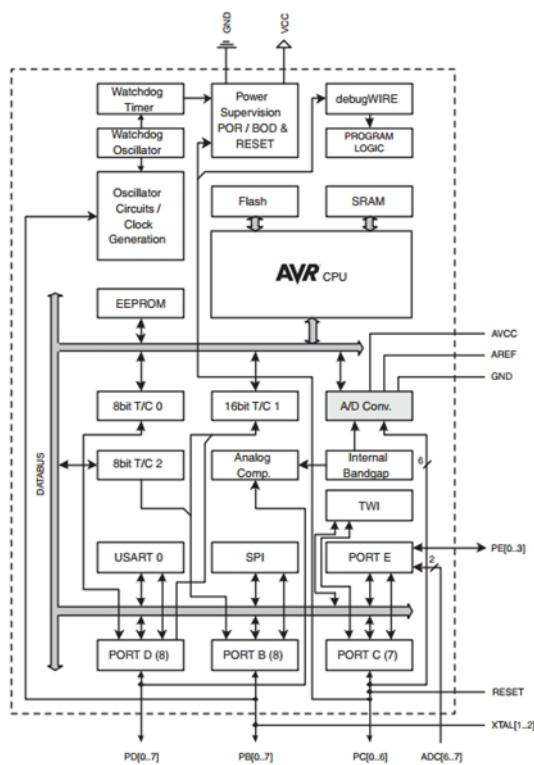 GND
VCC
Watchdog
Timer
Power
Supervision
POR / BOD &
RESET
debugWIRE
Watchdog
Oscillator
PROGRAM
LOGIC
Oscillator
Circuits /
Clock
Generation
Flash
SRAM
AVR CPU
EEPROM
AVCC
AREF
GND
8bit T/C 0
16bit T/C 1
A/D Conv.
DATABUS
8bit T/C 2
Analog
Comp.
Internal
Bandgap
6
TWI
USART 0
SPI
PORT E
PE[0..3]
2
PORT D (8)
PORT B (8)
PORT C (7)
RESET
XTAL[1..2]
PD[0..7]
PB[0..7]
PC[0..6]
ADC[6..7]